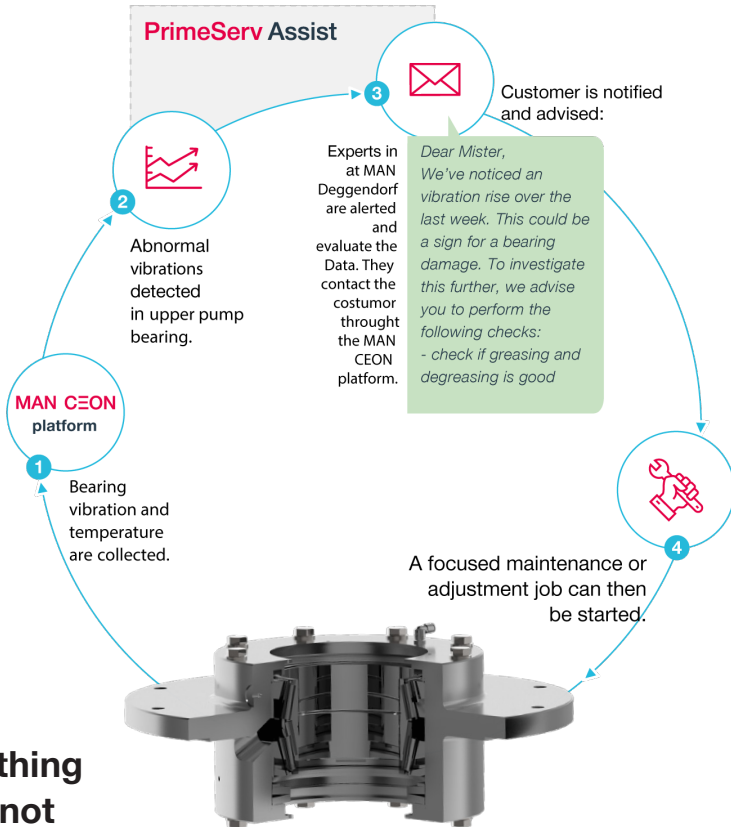 PrimeServ Assist
3
Customer is notified
and advised:
Experts in
at MAN
Deggendorf
are alerted
and
evaluate the
Data. They
contact the
costumor
throught
the MAN
CEON
platform.
Dear Mister,
We've noticed an
vibration rise over the
last week. This could be
a sign for a bearing
damage. To investigate
this further, we advise
you to perform the
following checks:
- check if greasing and
degreasing is good
2
Abnormal
vibrations
detected
in upper pump
bearing.
MAN CEON
platform
1
Bearing
vibration and
temperature
are collected.
4
A focused maintenance or
adjustment job can then
be started.
thing
not